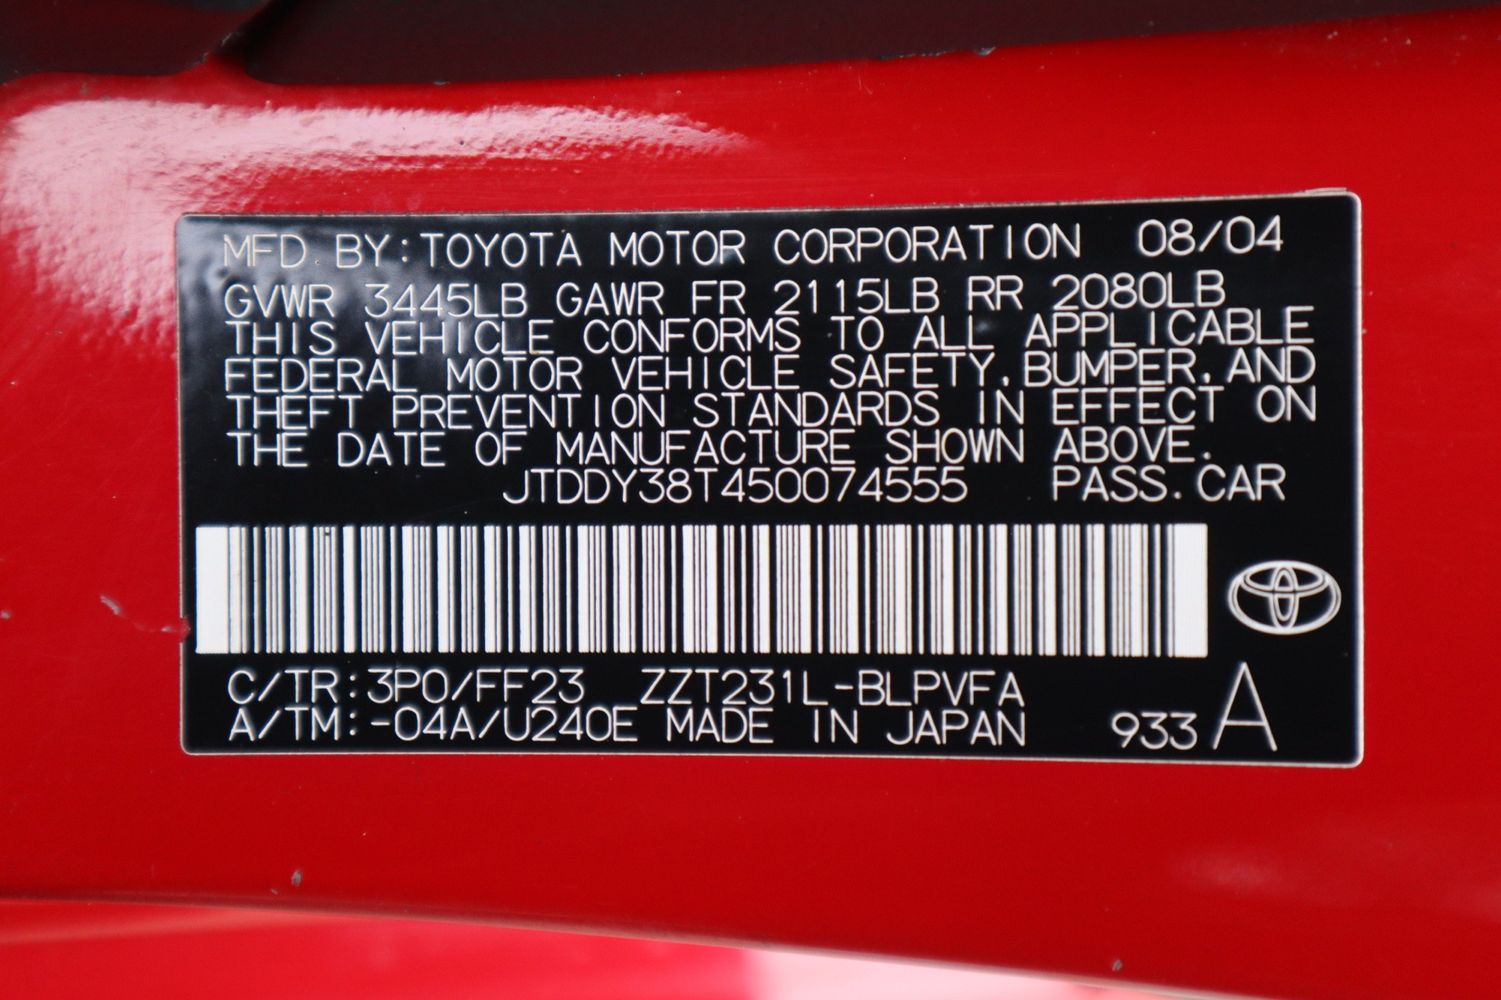 MFD. BY: TOYOTA MOTOR CORPORATION 08/04
GVWR 3445LB GAWR FR 2115LB RR 2080LB
THIS VEHICLE CONFORMS TO ALL APPLICABLE
FEDERAL MOTOR VEHICLE SAFETY, BUMPER, AND
THEFT PREVENTION STANDARDS IN EFFECT ON
THE DATE OF MANUFACTURE SHOWN ABOVE.
JTDDY38T450074555 PASS. CAR
C/TR: 3P0/FF23 ZZT231L-BLPVFA
A/TM: -04A/U240E MADE IN JAPAN 933 A